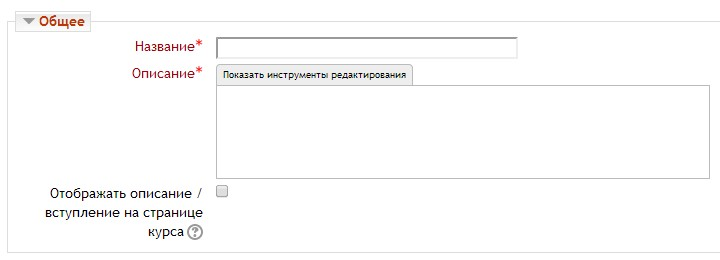 Общее
Название*
Описание*
Показать инструменты редактирования
Отображать описание /
вступление на странице
курса ?